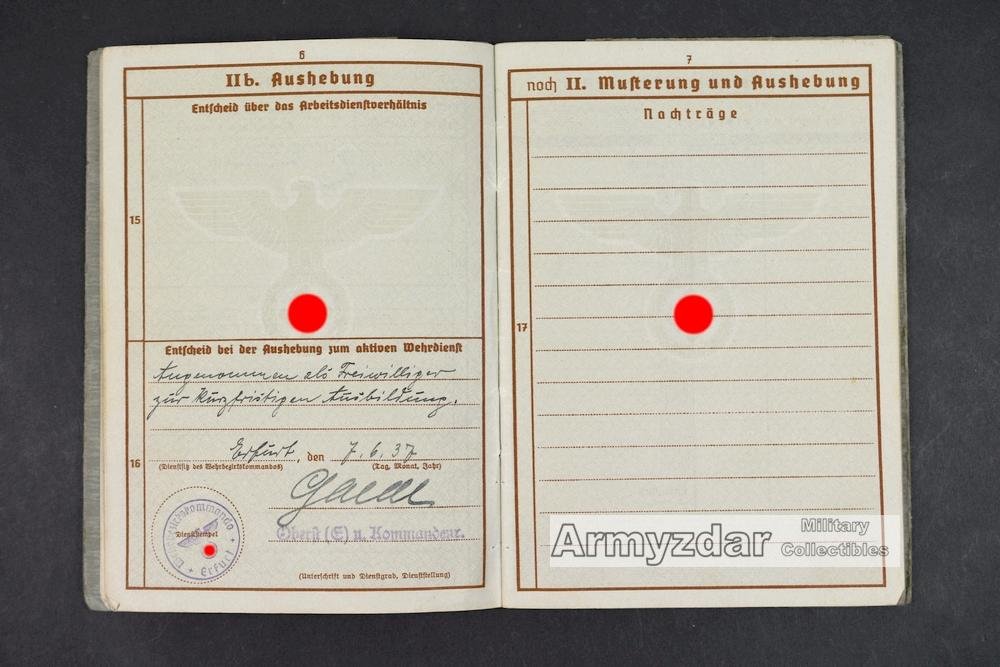 6
II b. Aushebung
Entscheid über das Arbeitsdienstverhältnis
15
Entscheid bei der Aushebung zum aktiven Wehrdienst
Angenommen als Freiwilliger
zur kurzfristigen Ausbildung.
16
Erfurt, den 7.6.37
(Dienstsitz des Wehrbezirkskommandos) (Tag, Monat, Jahr)
Dienststempel
Erfurt
Oberst (E) u. Kommandeur.
(Unterschrift und Dienstgrad, Dienststellung)
7
noch II. Musterung und Aushebung
Nachträge
17
Armyzdar Military
Collectibles